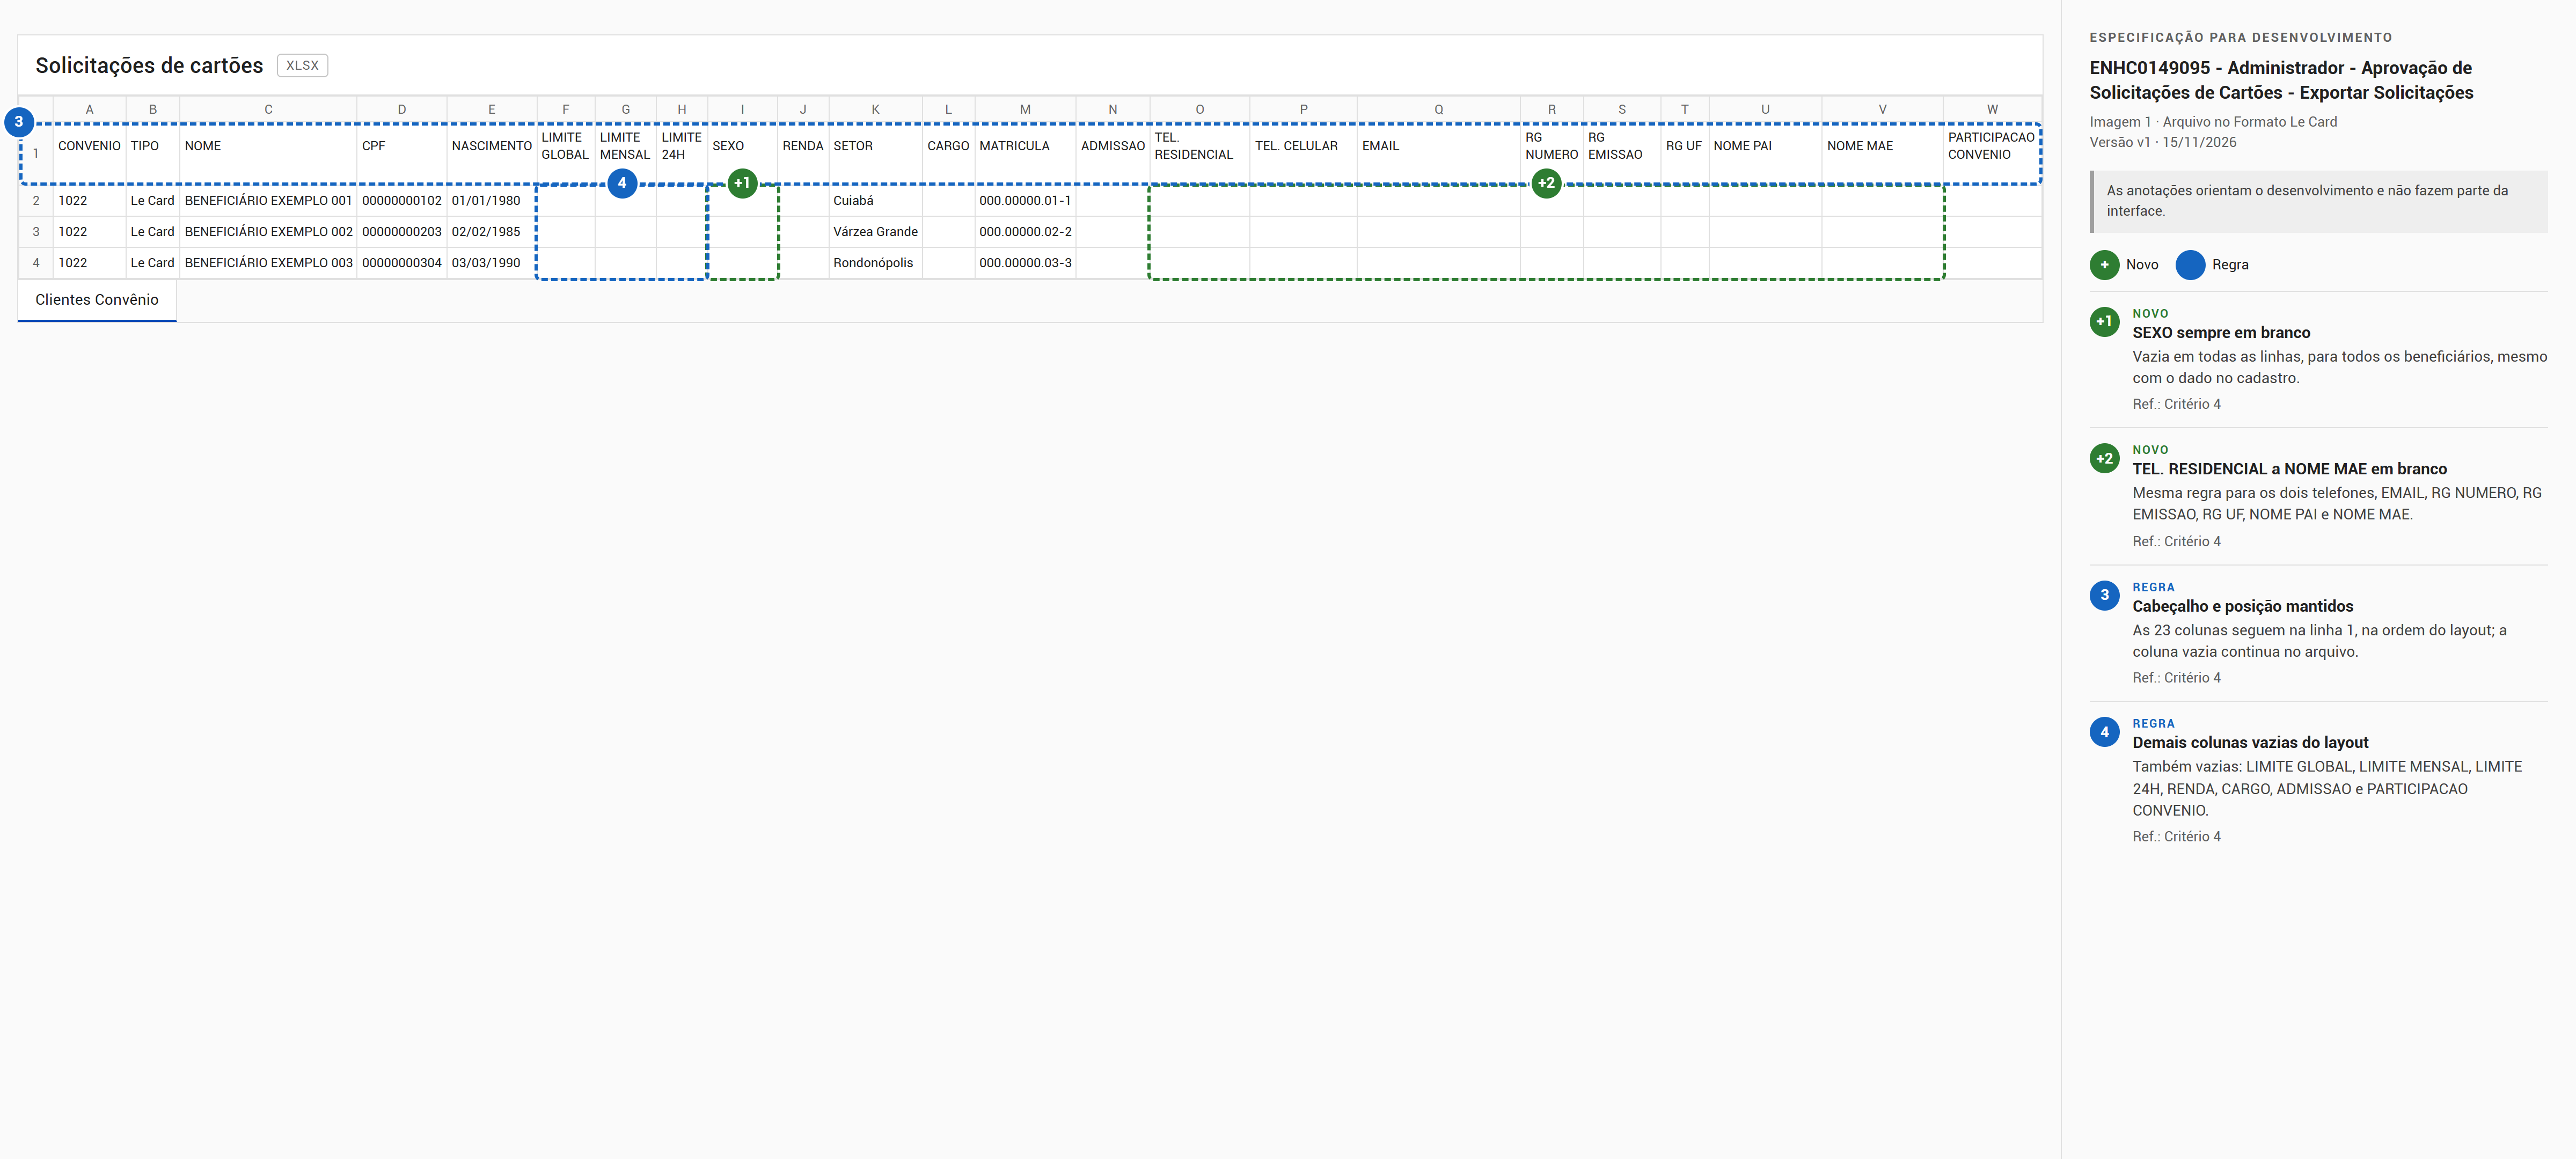 Solicitações de cartões XLSX
A B C D E F G H I J K L M N O P Q R S T U V W
3
1 CONVENIO TIPO NOME CPF NASCIMENTO LIMITE GLOBAL LIMITE MENSAL LIMITE 24H SEXO RENDA SETOR CARGO MATRICULA ADMISSAO TEL. RESIDENCIAL TEL. CELULAR EMAIL RG NUMERO RG EMISSAO RG UF NOME PAI NOME MAE PARTICIPACAO CONVENIO
4 +1 +2
2 1022 Le Card BENEFICIÁRIO EXEMPLO 001 00000000102 01/01/1980 Cuiabá 000.00000.01-1
3 1022 Le Card BENEFICIÁRIO EXEMPLO 002 00000000203 02/02/1985 Várzea Grande 000.00000.02-2
4 1022 Le Card BENEFICIÁRIO EXEMPLO 003 00000000304 03/03/1990 Rondonópolis 000.00000.03-3
Clientes Convênio
ESPECIFICAÇÃO PARA DESENVOLVIMENTO
ENHC0149095 - Administrador - Aprovação de
Solicitações de Cartões - Exportar Solicitações
Imagem 1 · Arquivo no Formato Le Card
Versão v1 · 15/11/2026
As anotações orientam o desenvolvimento e não fazem parte da
interface.
+ Novo Regra
+1 NOVO
SEXO sempre em branco
Vazia em todas as linhas, para todos os beneficiários, mesmo
com o dado no cadastro.
Ref.: Critério 4
+2 NOVO
TEL. RESIDENCIAL a NOME MAE em branco
Mesma regra para os dois telefones, EMAIL, RG NUMERO, RG
EMISSAO, RG UF, NOME PAI e NOME MAE.
Ref.: Critério 4
3 REGRA
Cabeçalho e posição mantidos
As 23 colunas seguem na linha 1, na ordem do layout; a
coluna vazia continua no arquivo.
Ref.: Critério 4
4 REGRA
Demais colunas vazias do layout
Também vazias: LIMITE GLOBAL, LIMITE MENSAL, LIMITE
24H, RENDA, CARGO, ADMISSAO e PARTICIPACAO
CONVENIO.
Ref.: Critério 4